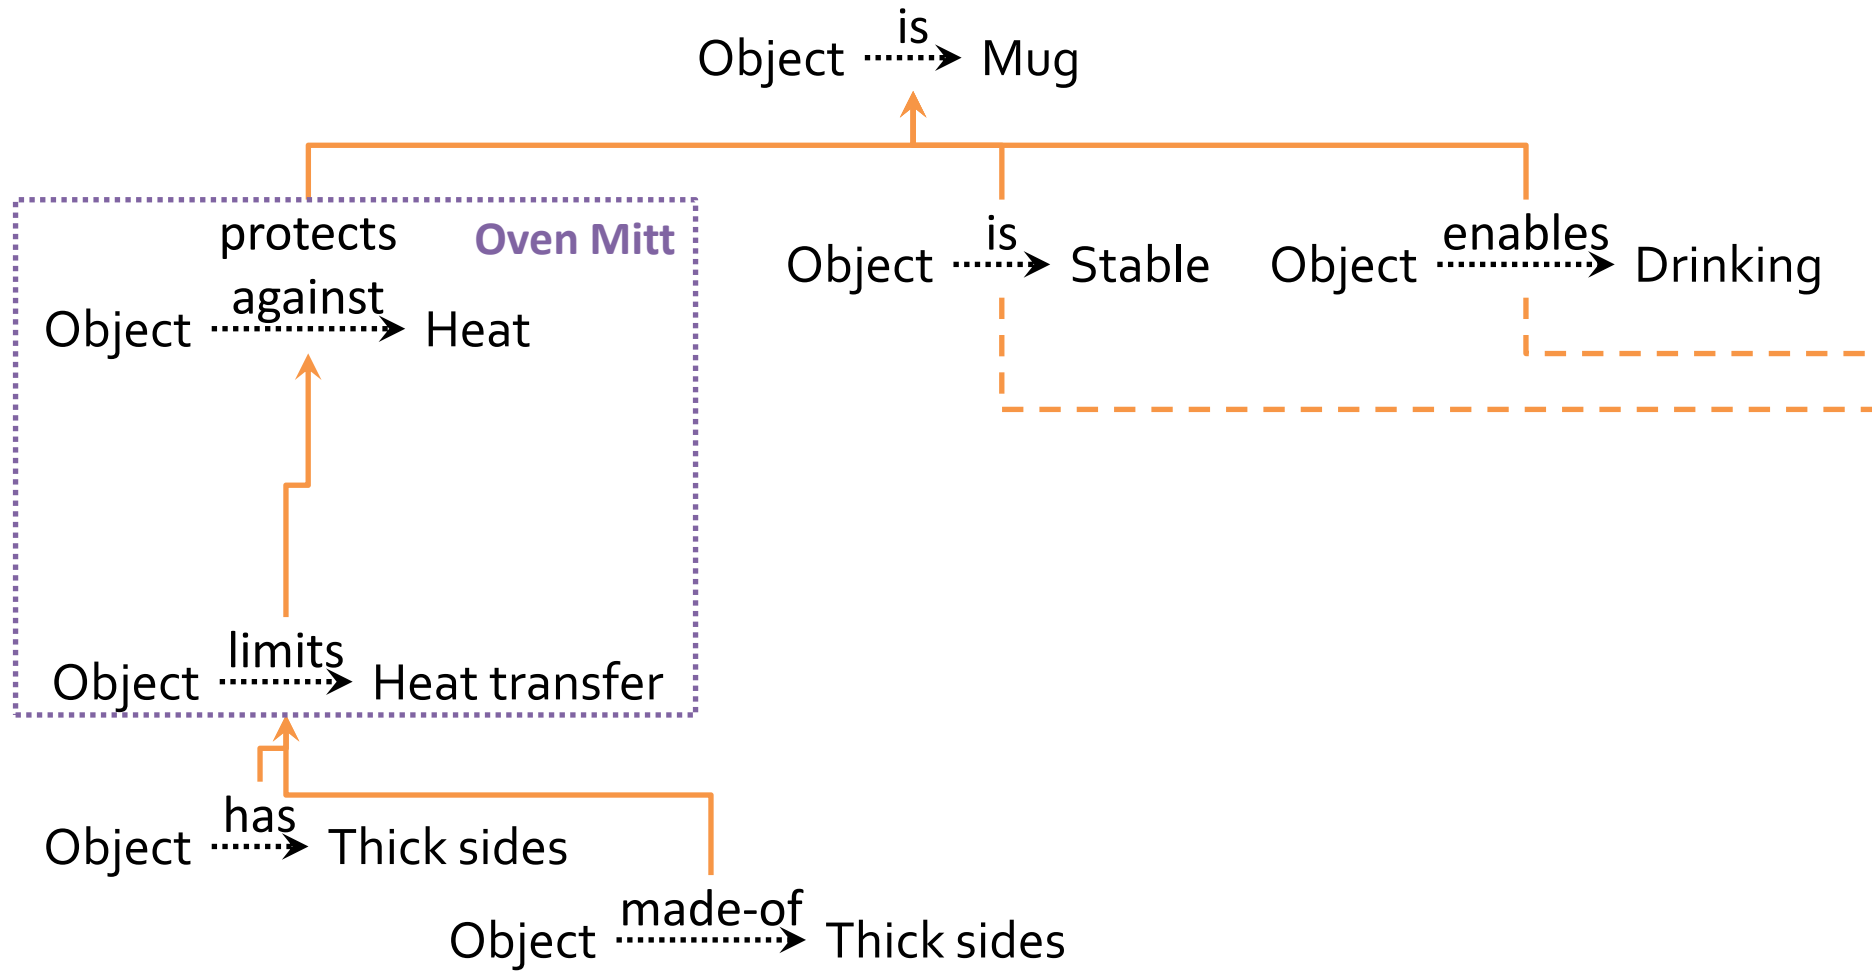 Object is Mug
protects
Oven Mitt
against
Object Heat
Object is Stable
Object enables Drinking
Object limits Heat transfer
Object has Thick sides
Object made-of Thick sides